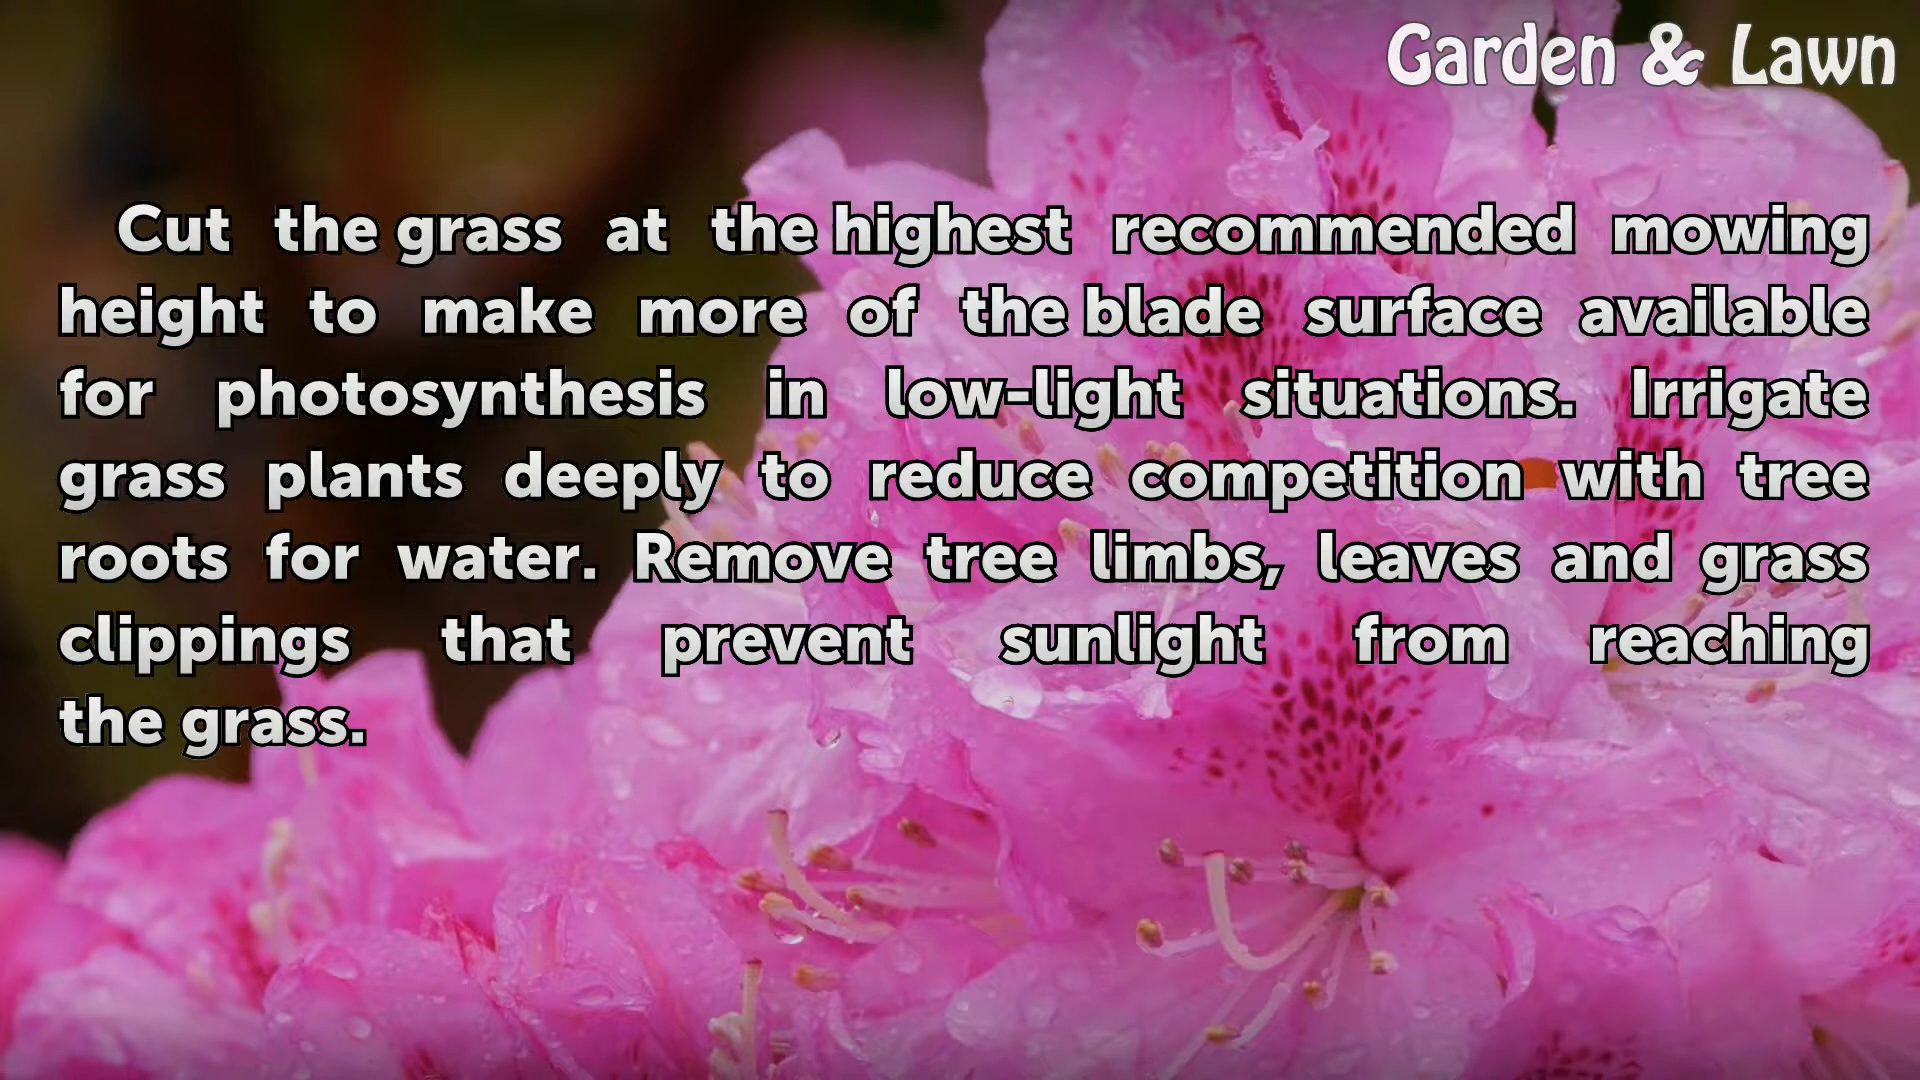 Garden & Lawn
Cut the grass at the highest recommended mowing
height to make more of the blade surface available
for photosynthesis in low-light situations. Irrigate
grass plants deeply to reduce competition with tree
roots for water. Remove tree limbs, leaves and grass
clippings that prevent sunlight from reaching
the grass.